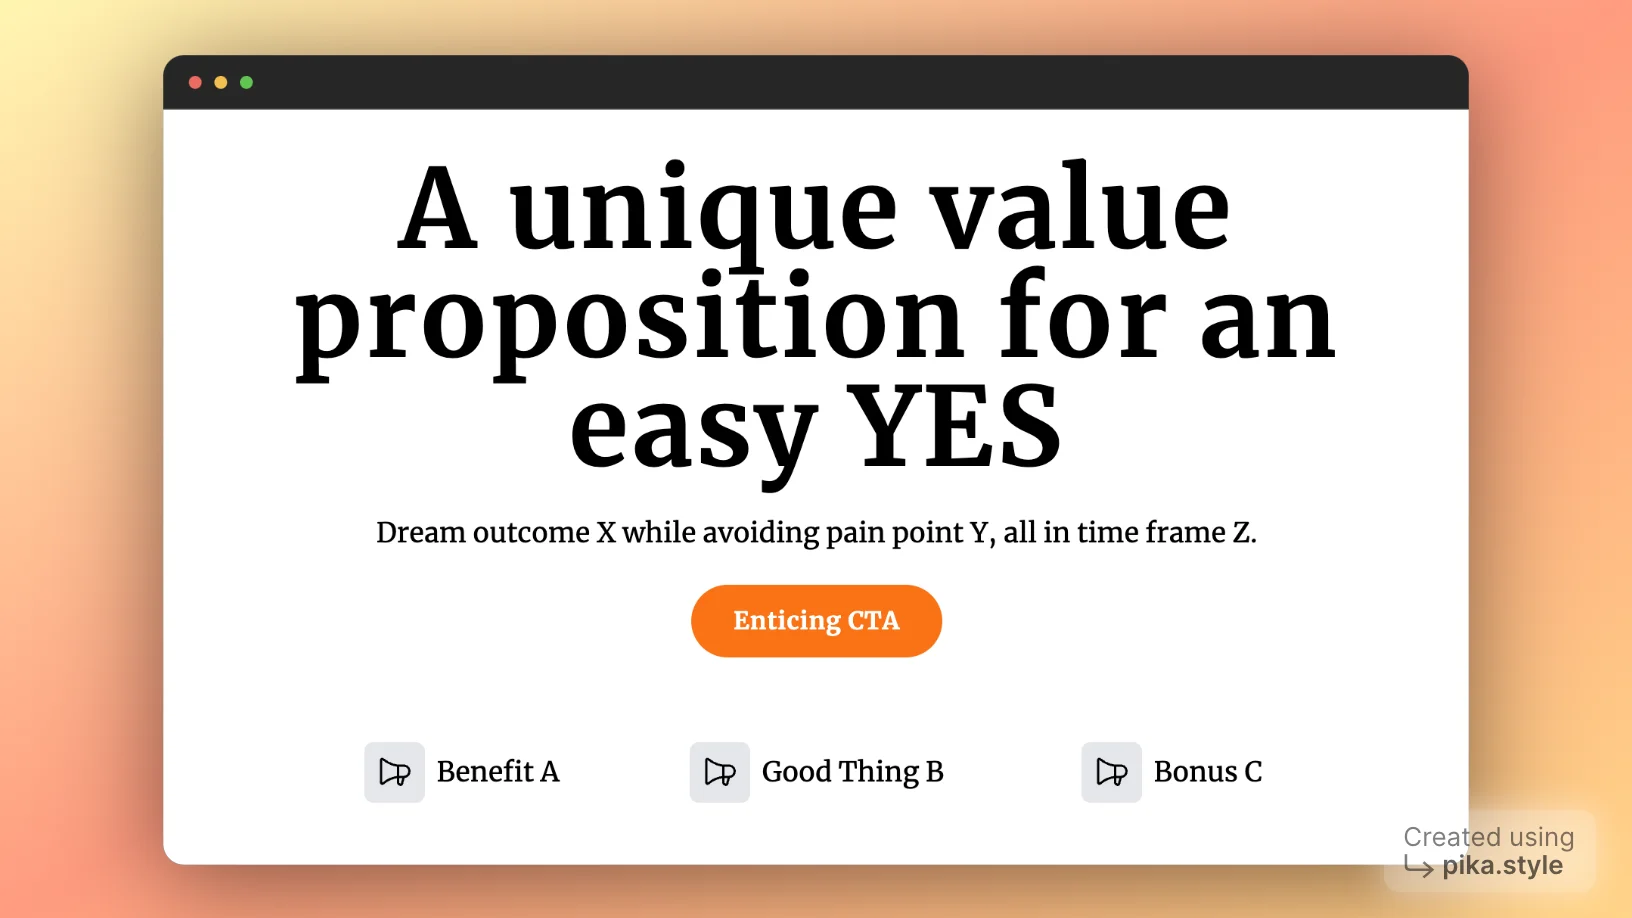 A unique value
proposition for an
easy YES
Dream outcome X while avoiding pain point Y, all in time frame Z.
Enticing CTA
Benefit A
Good Thing B
Bonus C
Created using
pika.style